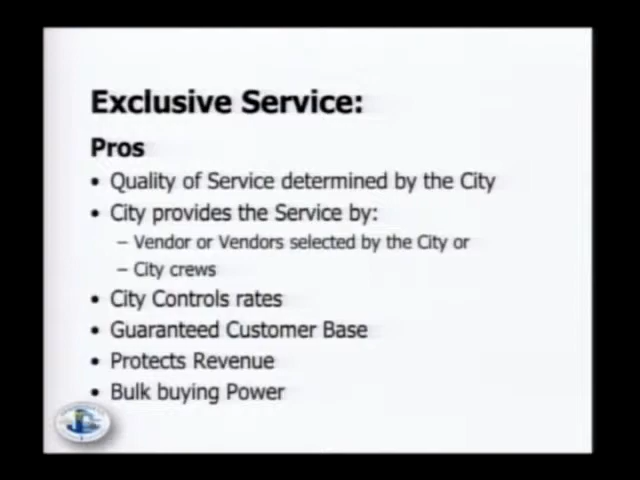 Exclusive Service:
Pros
• Quality of Service determined by the City
• City provides the Service by:
– Vendor or Vendors selected by the City or
– City crews
• City Controls rates
• Guaranteed Customer Base
• Protects Revenue
• Bulk buying Power